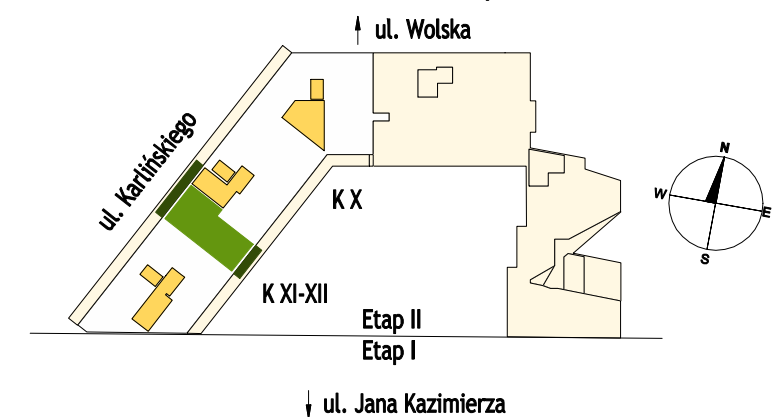 ul. Wolska
ul. Karlińskiego
N
W
E
S
K X
K XI-XII
Etap II
Etap I
ul. Jana Kazimierza